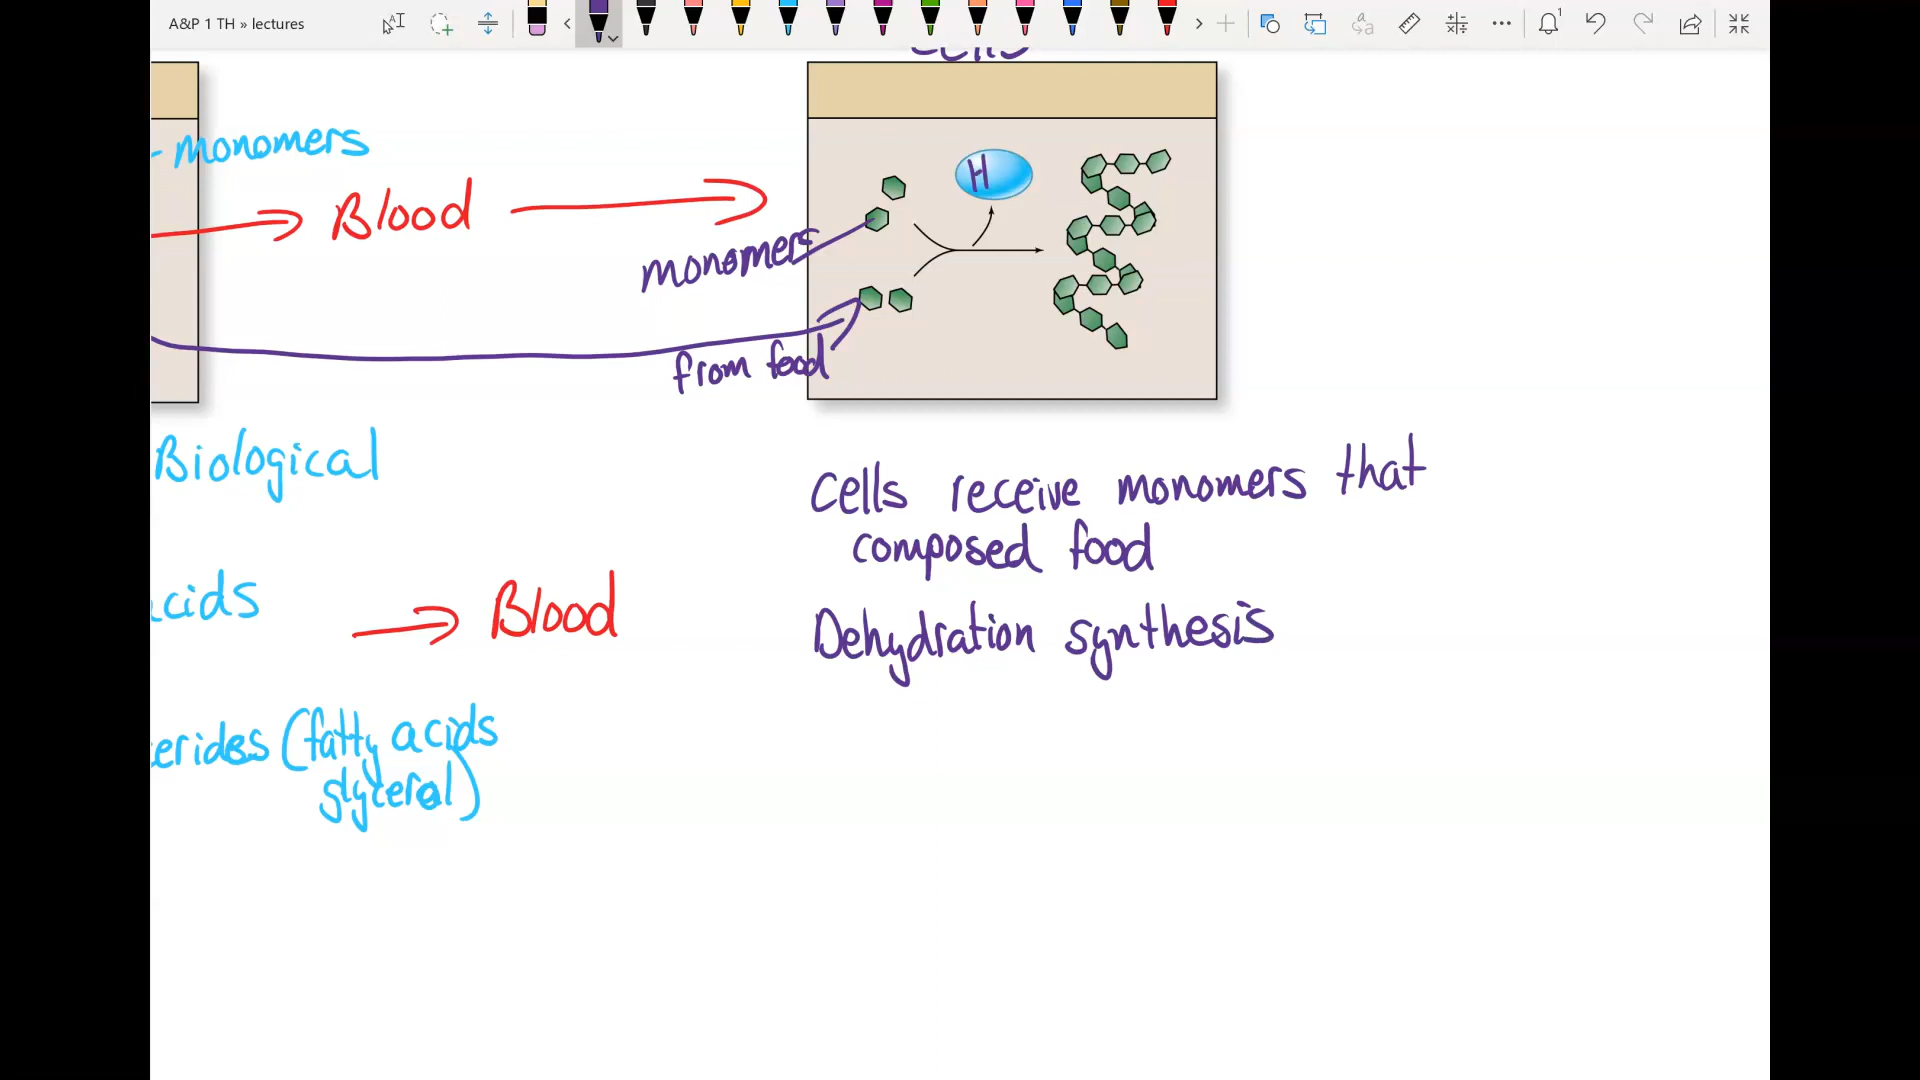 A&P 1 TH » lectures
cells
- monomers
Blood
H
monomers
from food
Biological
cells receive monomers that
composed food
cids
Blood
Dehydration synthesis
erides (fatty acids
glycerol)